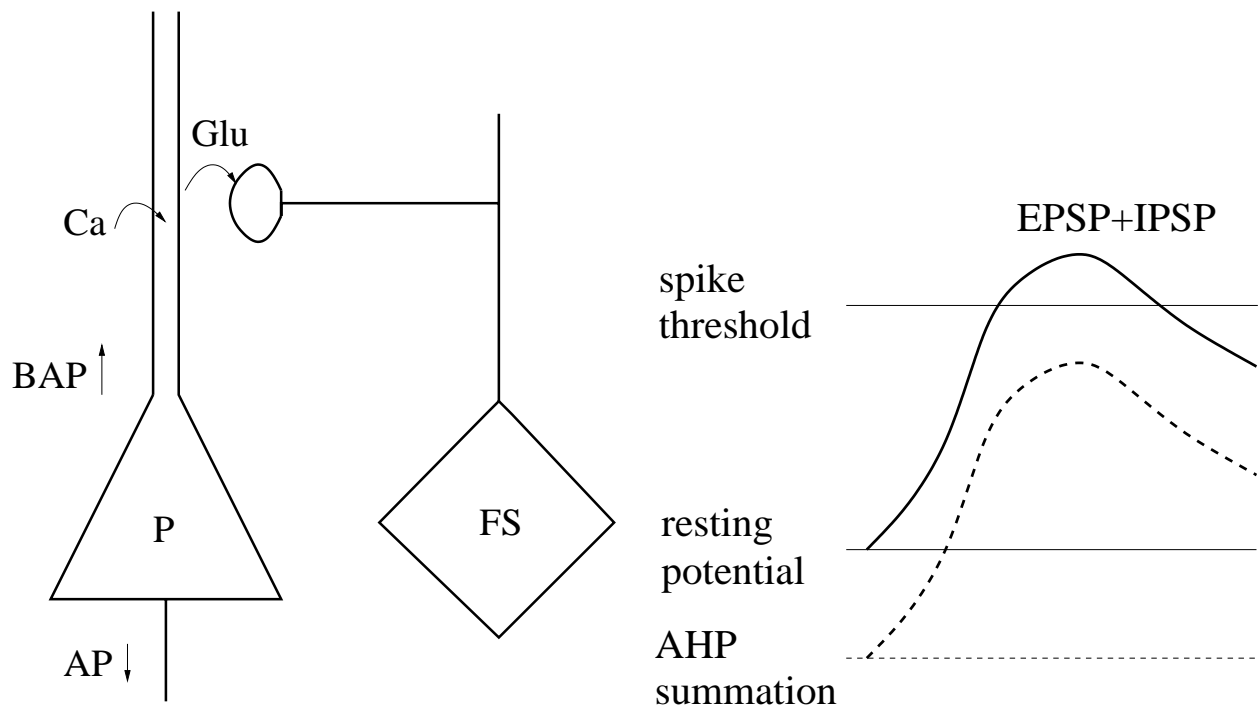 Glu
Ca
BAP
P
AP
FS
EPSP+IPSP
spike
threshold
resting
potential
AHP
summation